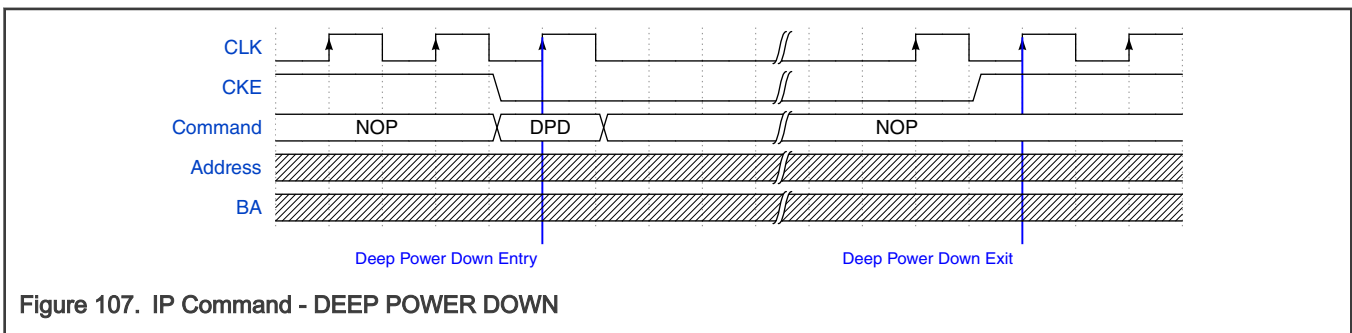 CLK
CKE
Command NOP DPD NOP
Address
BA
Deep Power Down Entry Deep Power Down Exit
Figure 107. IP Command - DEEP POWER DOWN